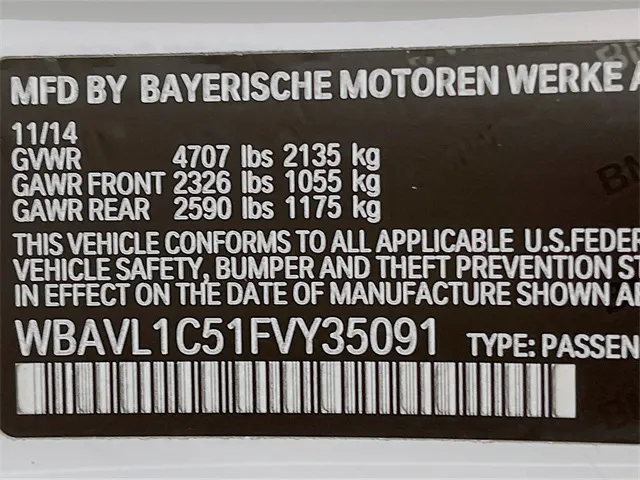 MFD BY BAYERISCHE MOTOREN WERKE A
11/14
GVWR 4707 lbs 2135 kg
GAWR FRONT 2326 lbs 1055 kg
GAWR REAR 2590 lbs 1175 kg
THIS VEHICLE CONFORMS TO ALL APPLICABLE U.S.FEDER
VEHICLE SAFETY, BUMPER AND THEFT PREVENTION ST
IN EFFECT ON THE DATE OF MANUFACTURE SHOWN AB
WBAVL1C51FVY35091 TYPE: PASSEN